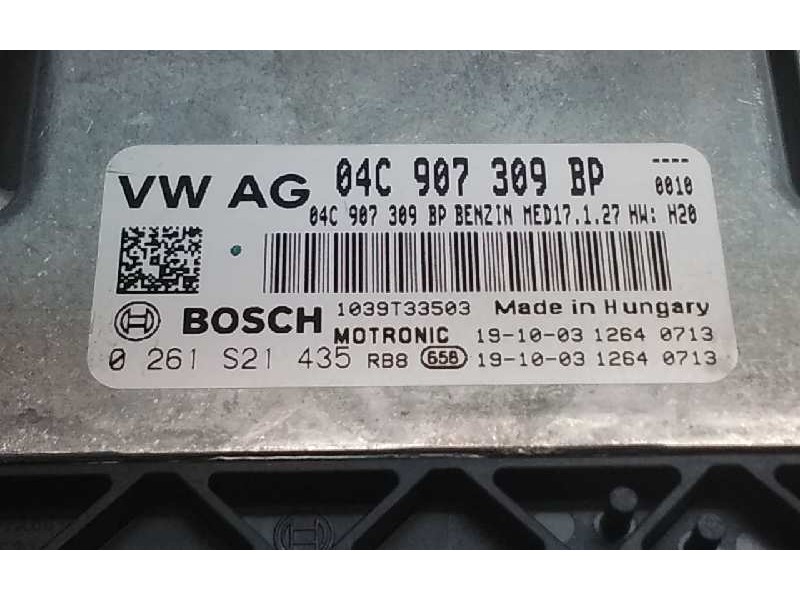 VW AG 04C 907 309 BP ----
0010
04C 907 309 BP BENZIN MED17.1.27 HW: H20
1039T33503 Made in Hungary
BOSCH MOTRONIC 19-10-03 1264 0713
0 261 S21 435 RB8 658 19-10-03 1264 0713